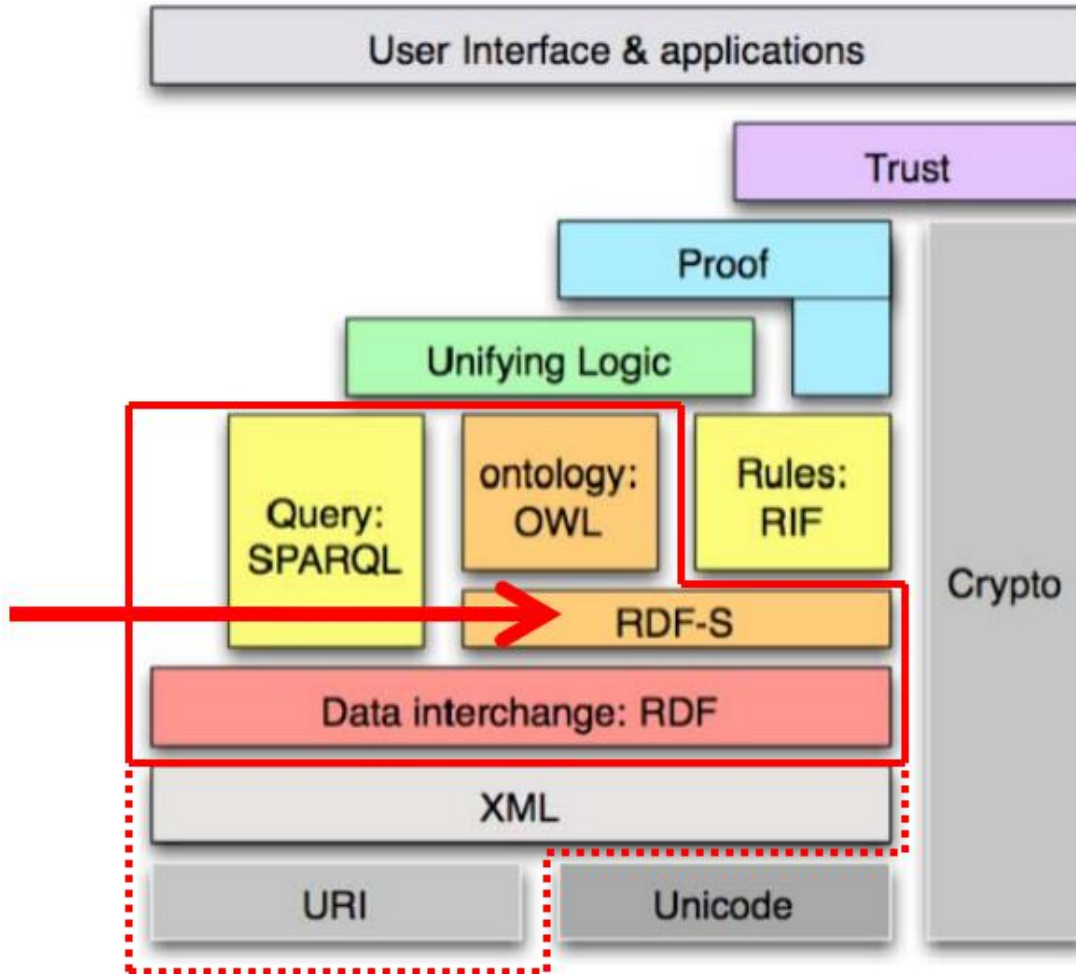 User Interface & applications
Trust
Proof
Unifying Logic
Query:
SPARQL
ontology:
OWL
Rules:
RIF
Crypto
RDF-S
Data interchange: RDF
XML
URI
Unicode